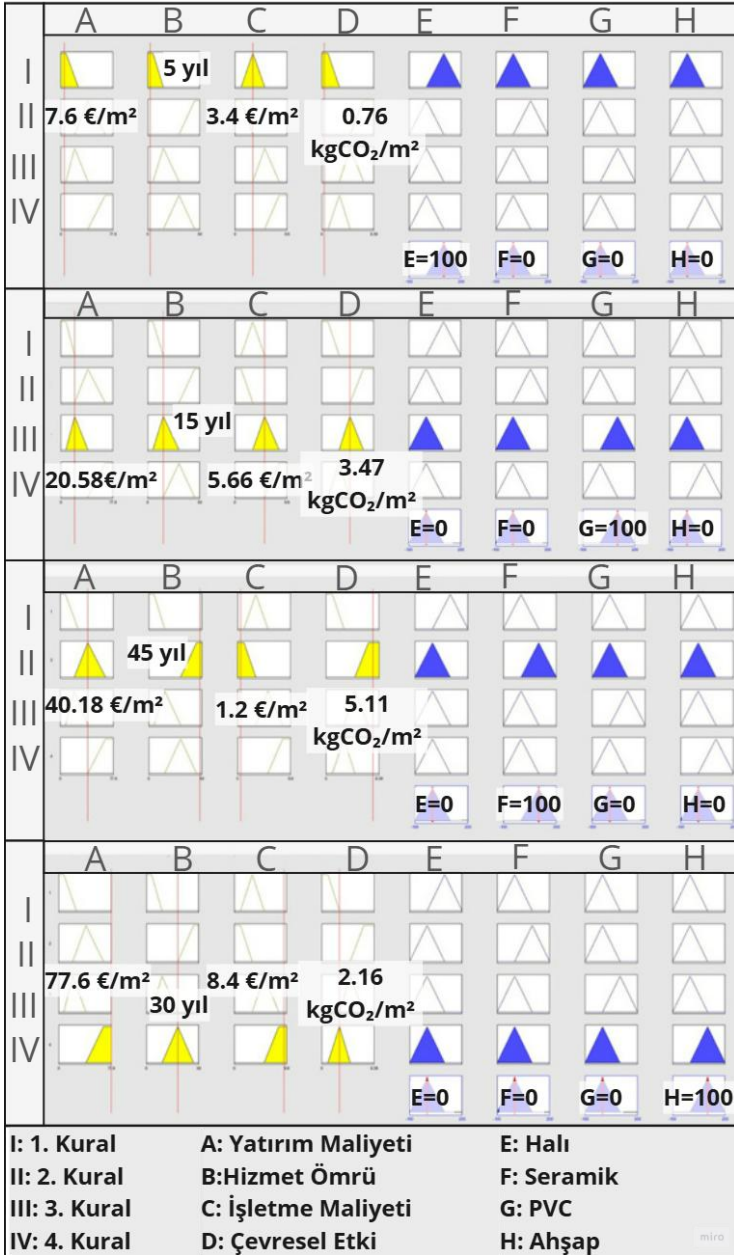 A B C D E F G H
I 5 yıl
II 7.6 €/m² 3.4 €/m² 0.76
kgCO₂/m²
III
IV
E=100 F=0 G=0 H=0
A B C D E F G H
I
II
III 15 yıl
IV 20.58€/m² 5.66 €/m² 3.47
kgCO₂/m²
E=0 F=0 G=100 H=0
A B C D E F G H
I
II 45 yıl
III 40.18 €/m² 1.2 €/m² 5.11
kgCO₂/m²
IV
E=0 F=100 G=0 H=0
A B C D E F G H
I
II
77.6 €/m² 8.4 €/m² 2.16
kgCO₂/m²
III 30 yıl
IV
E=0 F=0 G=0 H=100
I: 1. Kural A: Yatırım Maliyeti E: Halı
II: 2. Kural B:Hizmet Ömrü F: Seramik
III: 3. Kural C: İşletme Maliyeti G: PVC
IV: 4. Kural D: Çevresel Etki H: Ahşap
miro